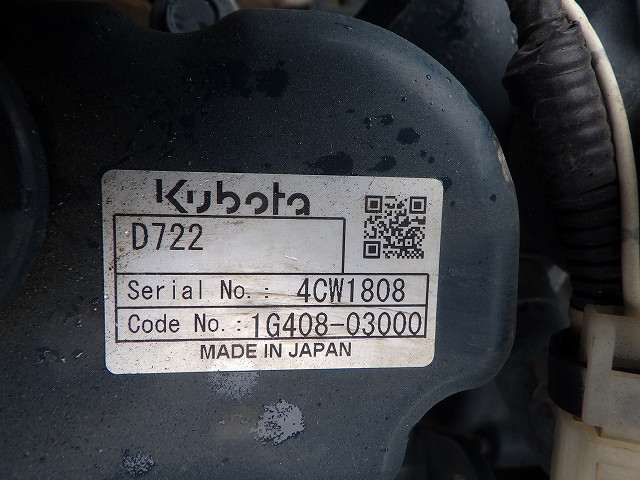 Kubota
D722
Serial No. : 4CW1808
Code No. : 1G408-03000
MADE IN JAPAN